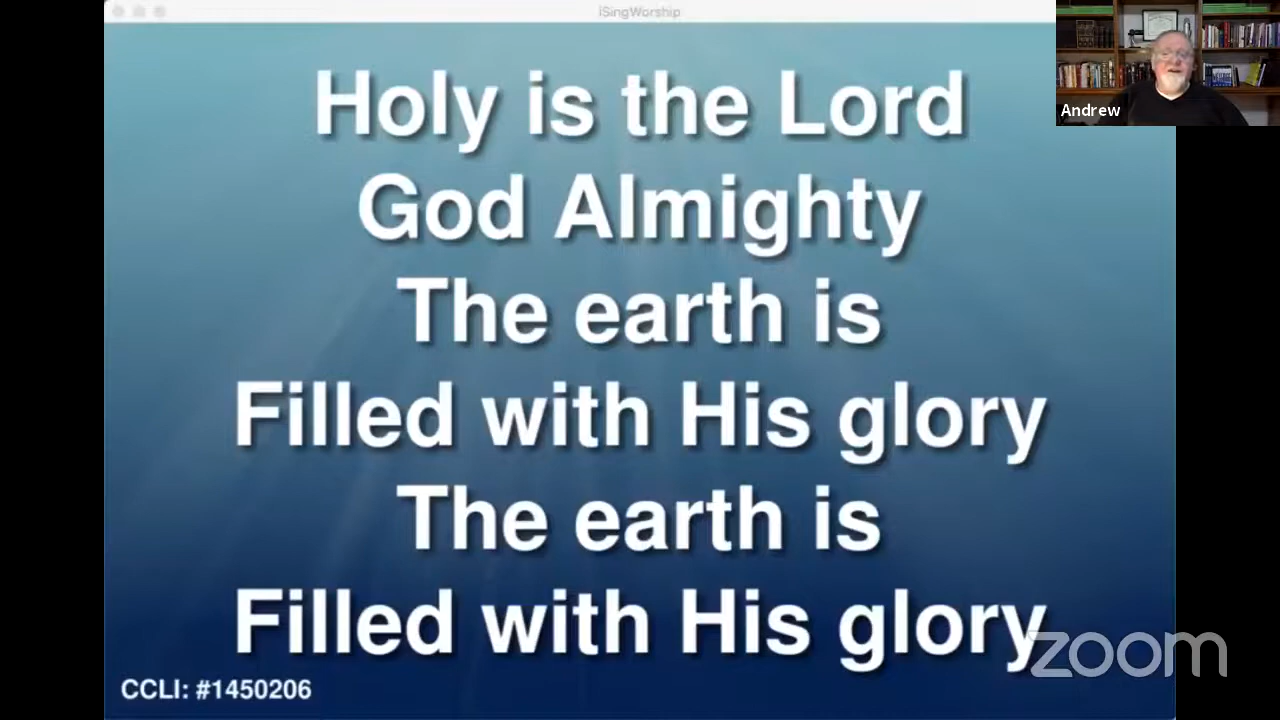 iSingWorship
Andrew
Holy is the Lord
God Almighty
The earth is
Filled with His glory
The earth is
Filled with His glory
CCLI: #1450206
zoom